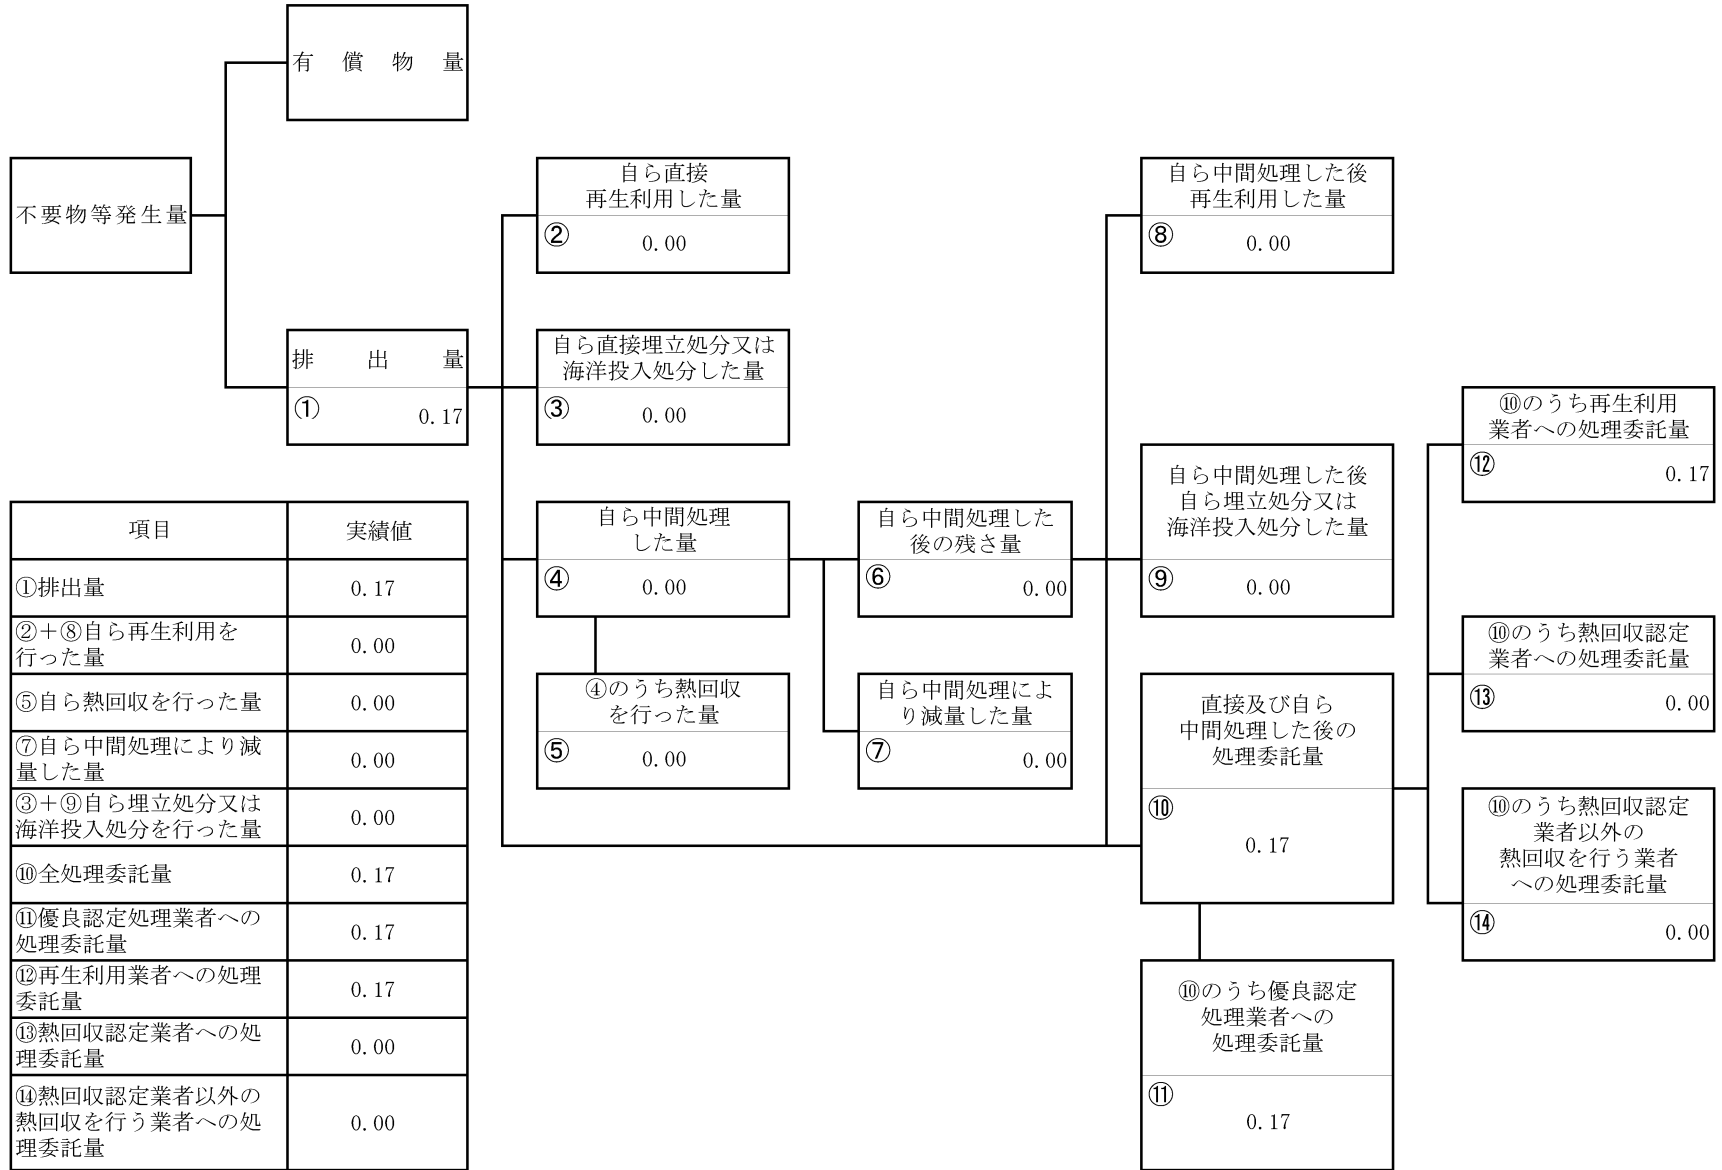 有償物量
不要物等発生量
排出量
① 0.17
自ら直接
再生利用した量
② 0.00
自ら直接埋立処分又は
海洋投入処分した量
③ 0.00
自ら中間処理
した量
④ 0.00
④のうち熱回収
を行った量
⑤ 0.00
自ら中間処理した
後の残さ量
⑥ 0.00
自ら中間処理によ
り減量した量
⑦ 0.00
自ら中間処理した後
再生利用した量
⑧ 0.00
自ら中間処理した後
自ら埋立処分又は
海洋投入処分した量
⑨ 0.00
直接及び自ら
中間処理した後の
処理委託量
⑩
0.17
⑩のうち優良認定
処理業者への
処理委託量
⑪
0.17
⑩のうち再生利用
業者への処理委託量
⑫ 0.17
⑩のうち熱回収認定
業者への処理委託量
⑬ 0.00
⑩のうち熱回収認定
業者以外の
熱回収を行う業者
への処理委託量
⑭ 0.00
項目 実績値
①排出量 0.17
②＋⑧自ら再生利用を
行った量 0.00
⑤自ら熱回収を行った量 0.00
⑦自ら中間処理により減
量した量 0.00
③＋⑨自ら埋立処分又は
海洋投入処分を行った量 0.00
⑩全処理委託量 0.17
⑪優良認定処理業者への
処理委託量 0.17
⑫再生利用業者への処理
委託量 0.17
⑬熱回収認定業者への処
理委託量 0.00
⑭熱回収認定業者以外の
熱回収を行う業者への処
理委託量 0.00